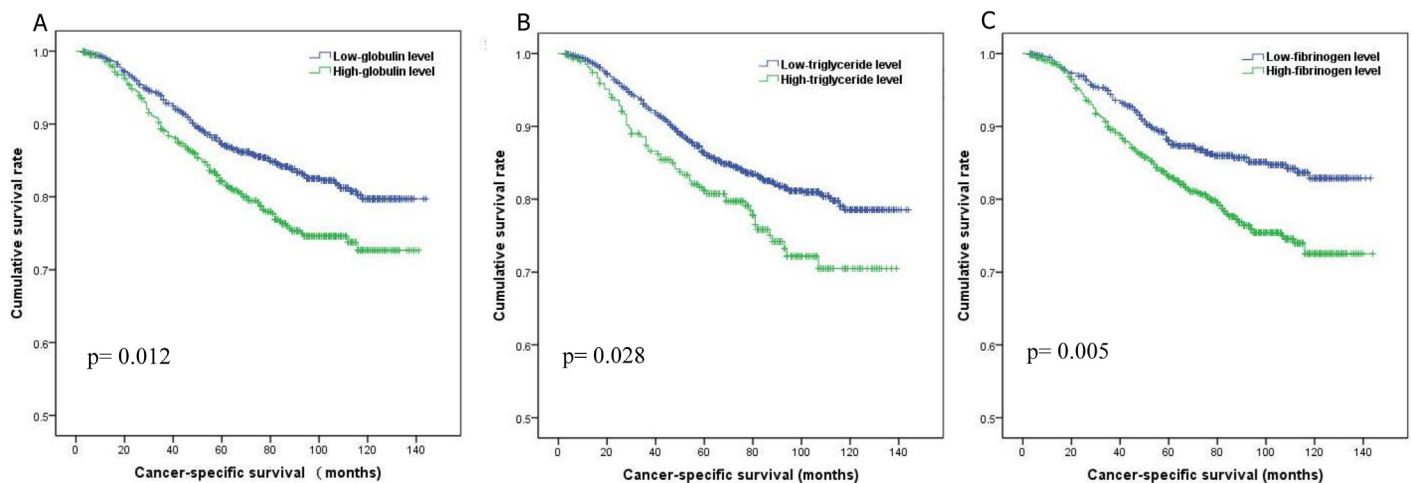 A
Low-globulin level
High-globulin level
1.0
0.9
0.8
0.7
0.6
0.5
Cumulative survival rate
p= 0.012
0 20 40 60 80 100 120 140
Cancer-specific survival （months)
B
Low-triglyceride level
High-triglyceride level
1.0
0.9
0.8
0.7
0.6
0.5
Cumulative survival rate
p= 0.028
0 20 40 60 80 100 120 140
Cancer-specific survival (months)
C
Low-fibrinogen level
High-fibrinogen level
1.0
0.9
0.8
0.7
0.6
0.5
Cumulative survival rate
p= 0.005
0 20 40 60 80 100 120 140
Cancer-specific survival (months)